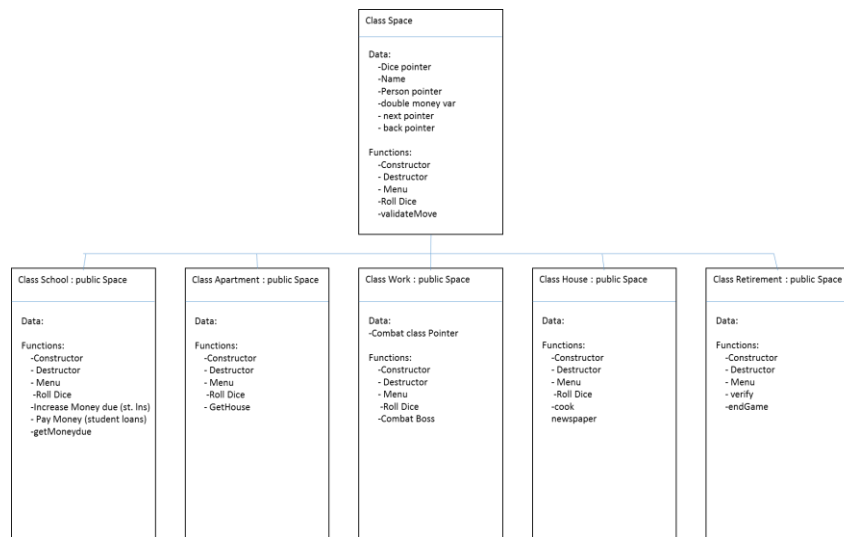 Class Space
Data:
-Dice pointer
-Name
-Person pointer
-double money var
- next pointer
- back pointer
Functions:
-Constructor
- Destructor
- Menu
-Roll Dice
-validateMove
Class School : public Space
Data:
Functions:
-Constructor
- Destructor
- Menu
-Roll Dice
-Increase Money due (st. lns)
- Pay Money (student loans)
-getMoneydue
Class Apartment : public Space
Data:
Functions:
-Constructor
- Destructor
- Menu
-Roll Dice
- GetHouse
Class Work : public Space
Data:
-Combat class Pointer
Functions:
-Constructor
- Destructor
- Menu
-Roll Dice
-Combat Boss
Class House : public Space
Data:
Functions:
-Constructor
- Destructor
- Menu
-Roll Dice
-cook
newspaper
Class Retirement : public Space
Data:
Functions:
-Constructor
- Destructor
- Menu
- verify
-endGame